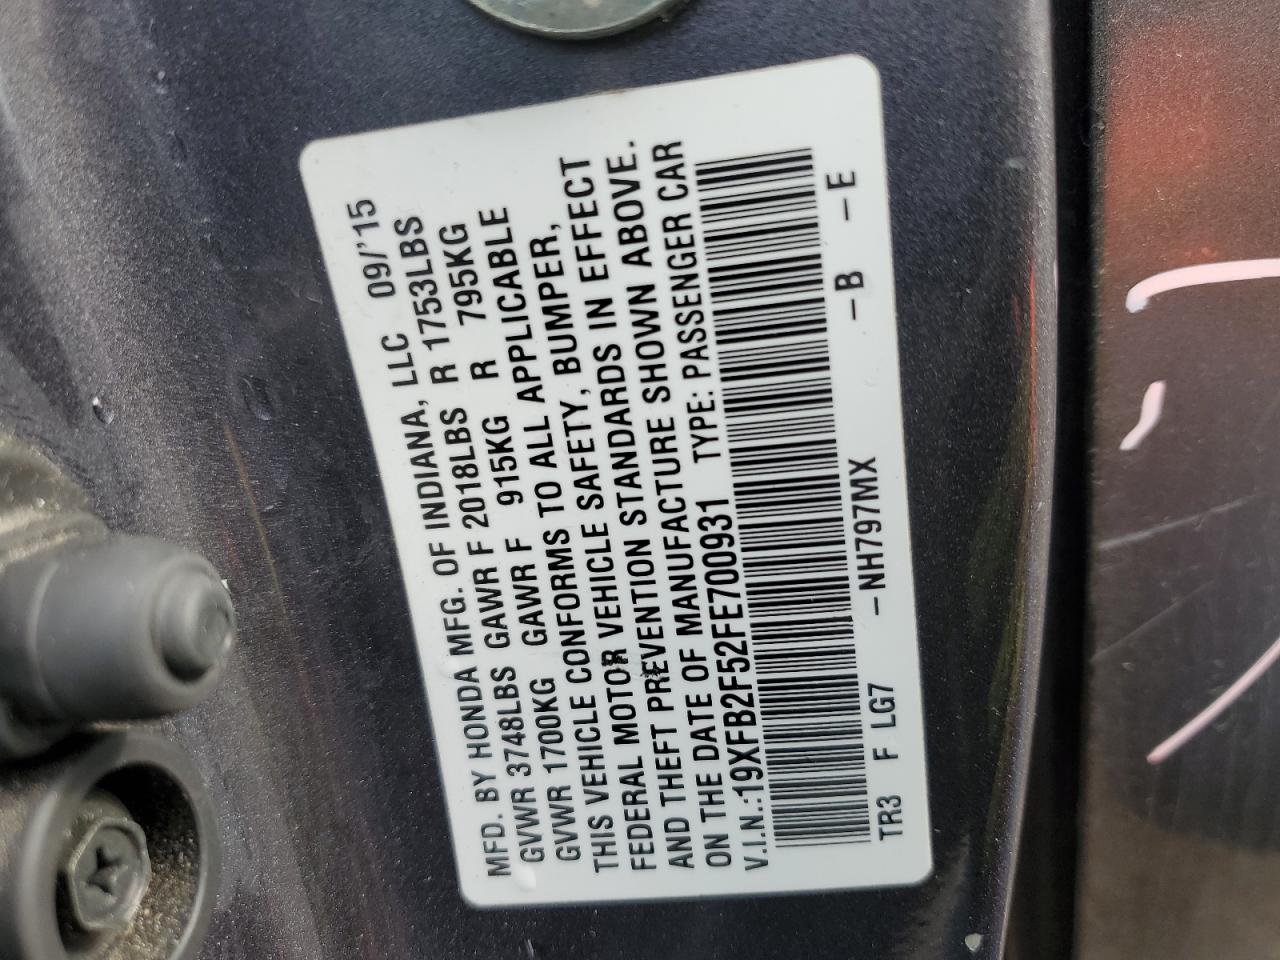 MFD. BY HONDA MFG. OF INDIANA, LLC 09/'15
GVWR 3748LBS GAWR F 2018LBS R 1753LBS
GVWR 1700KG GAWR F 915KG R 795KG
THIS VEHICLE CONFORMS TO ALL APPLICABLE
FEDERAL MOTOR VEHICLE SAFETY, BUMPER,
AND THEFT PREVENTION STANDARDS IN EFFECT
ON THE DATE OF MANUFACTURE SHOWN ABOVE.
V.I.N.:19XFB2F52FE700931 TYPE: PASSENGER CAR
TR3 F LG7 -NH797MX -B -E